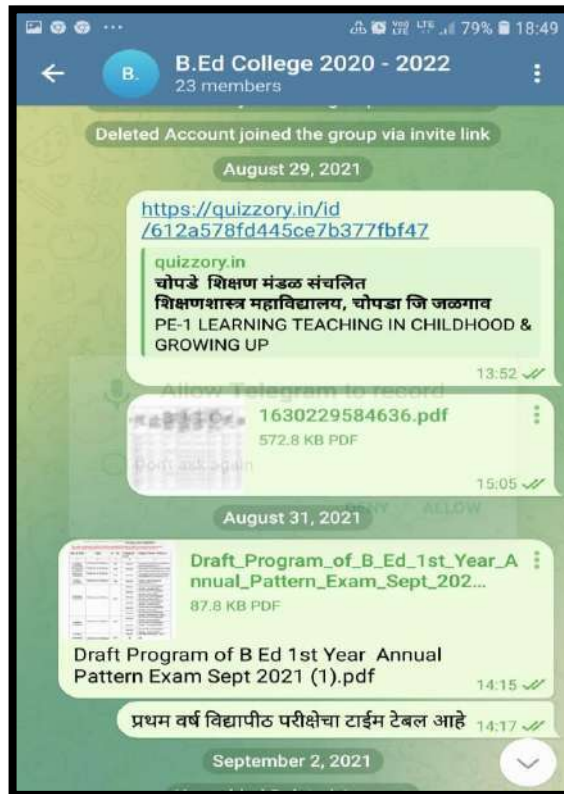 79% 18:49
B. B.Ed College 2020 - 2022
23 members
Deleted Account joined the group via invite link
August 29, 2021
https://quizzory.in/id
/612a578fd445ce7b377fbf47
quizzory.in
चोपडे शिक्षण मंडळ संचलित
शिक्षणशास्त्र महाविद्यालय, चोपडा जि जळगाव
PE-1 LEARNING TEACHING IN CHILDHOOD &
GROWING UP
13:52
Allow Telegram to record
1630229584636.pdf
572.8 KB PDF
Don't ask again
15:05
DENY ALLOW
August 31, 2021
Draft_Program_of_B_Ed_1st_Year_A
nnual_Pattern_Exam_Sept_202...
87.8 KB PDF
Draft Program of B Ed 1st Year Annual
Pattern Exam Sept 2021 (1).pdf
14:15
प्रथम वर्ष विद्यापीठ परीक्षेचा टाईम टेबल आहे 14:17
September 2, 2021